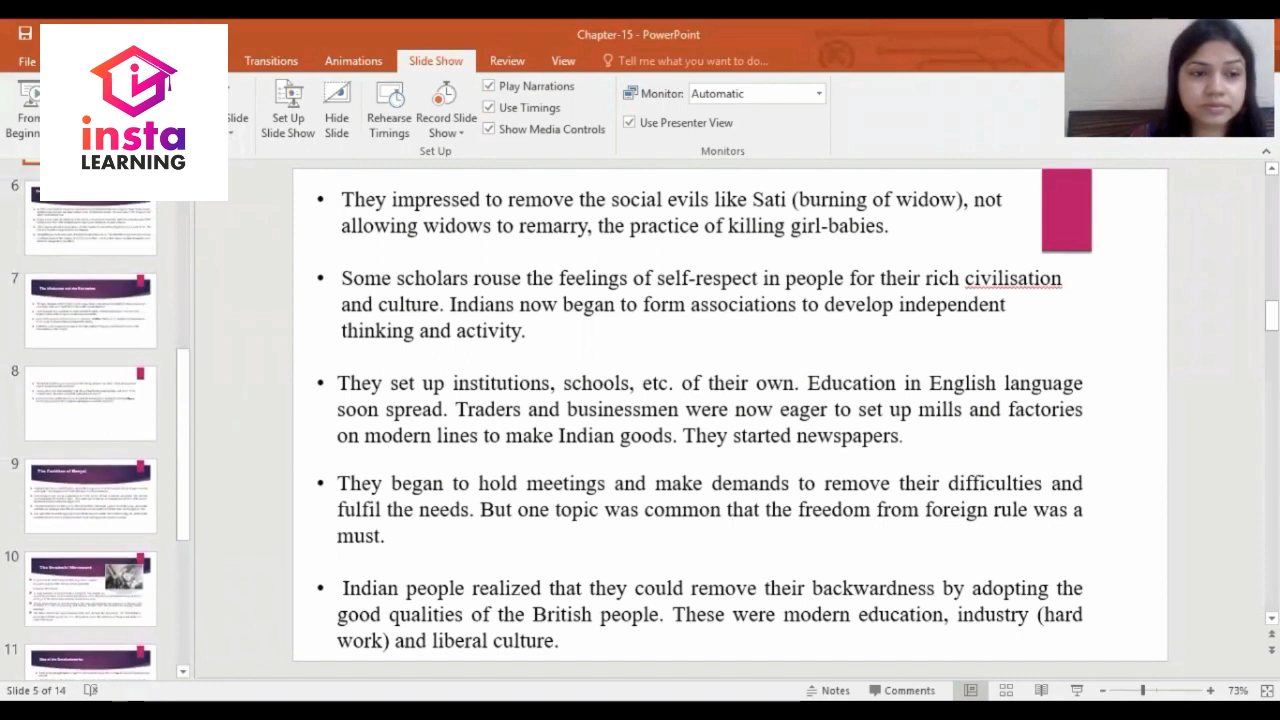 Chapter-15 - PowerPoint
File
Transitions
Animations
Slide Show
Review
View
Tell me what you want to do...
insta
LEARNING
From
Slide
Set Up
Slide Show
Hide
Slide
Rehearse
Timings
Record Slide
Show
Play Narrations
Use Timings
Show Media Controls
Monitor:
Automatic
Use Presenter View
Set Up
Monitors
6
7
8
9
The Partition of Bengal
10
The Swadeshi Movement
11
• They impressed to remove the social evils like Sati (burning of widow), not
allowing widows to remarry, the practice of killing girl-babies.
• Some scholars rouse the feelings of self-respect in people for their rich civilisation
and culture. Indians now began to form associations to develop independent
thinking and activity.
• They set up institutions, schools, etc. of their own. Education in English language
soon spread. Traders and businessmen were now eager to set up mills and factories
on modern lines to make Indian goods. They started newspapers.
• They began to hold meetings and make demands to remove their difficulties and
fulfil the needs. But one topic was common that the freedom from foreign rule was a
must.
Indian people realized that they could remove their backwardness by adopting the
good qualities of the British people. These were modern education, industry (hard
work) and liberal culture.
Slide 5 of 14
Notes
Comments
73%